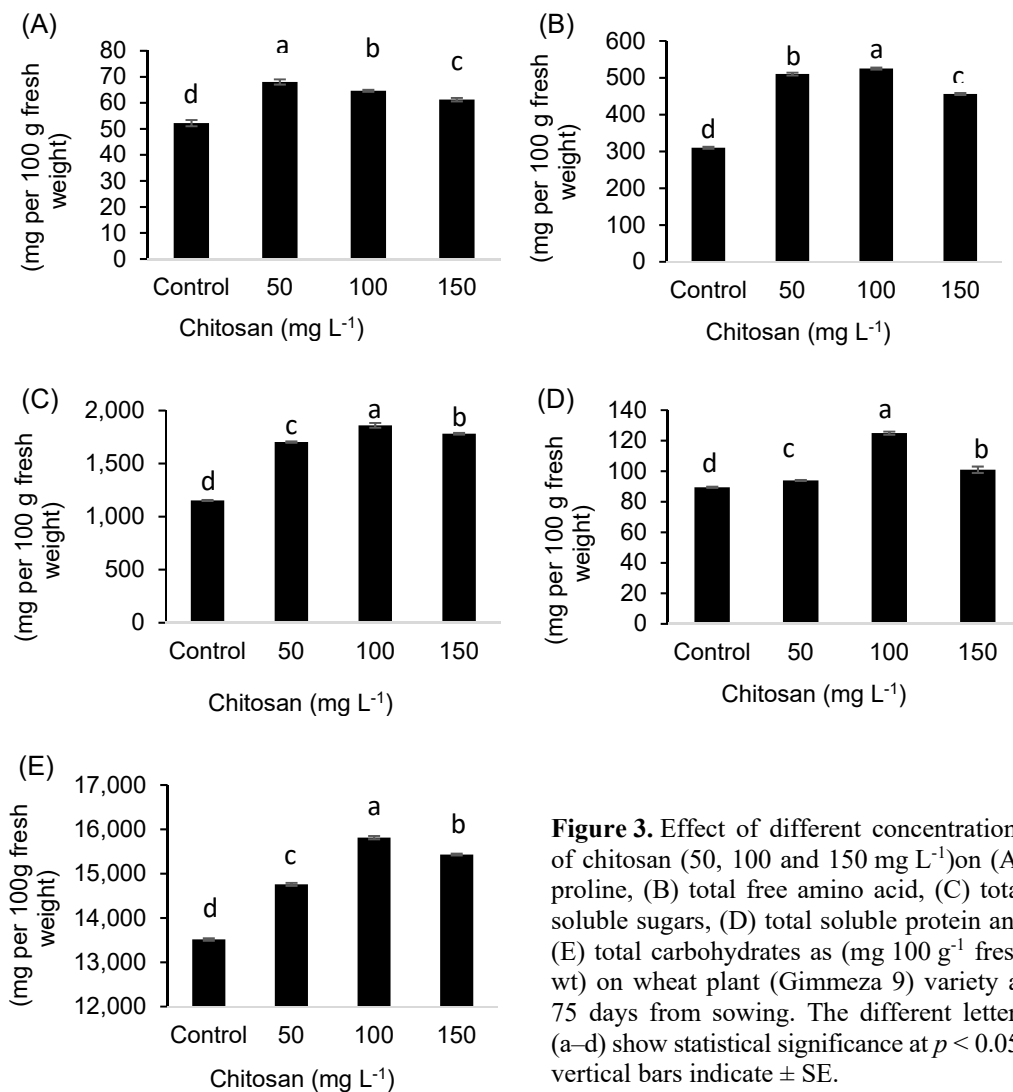 (A)
(mg per 100 g fresh
weight)
80
70
60
50
40
30
20
10
0
d
a
b
c
Control 50 100 150
Chitosan (mg L⁻¹)
(B)
(mg per 100 g fresh
weight)
600
500
400
300
200
100
0
d
b
a
c
Control 50 100 150
Chitosan (mg L⁻¹)
(C)
(mg per 100 g fresh
weight)
2,000
1,500
1,000
500
0
d
c
a
b
Control 50 100 150
Chitosan (mg L⁻¹)
(D)
(mg per 100 g fresh
weight)
140
120
100
80
60
40
20
0
d
c
a
b
Control 50 100 150
Chitosan (mg L⁻¹)
(E)
(mg per 100g fresh
weight)
17,000
16,000
15,000
14,000
13,000
12,000
d
c
a
b
Control 50 100 150
Chitosan (mg L⁻¹)
Figure 3. Effect of different concentration
of chitosan (50, 100 and 150 mg L⁻¹)on (A
proline, (B) total free amino acid, (C) tota
soluble sugars, (D) total soluble protein an
(E) total carbohydrates as (mg 100 g⁻¹ fres
wt) on wheat plant (Gimmeza 9) variety a
75 days from sowing. The different letter
(a–d) show statistical significance at p < 0.05
vertical bars indicate ± SE.